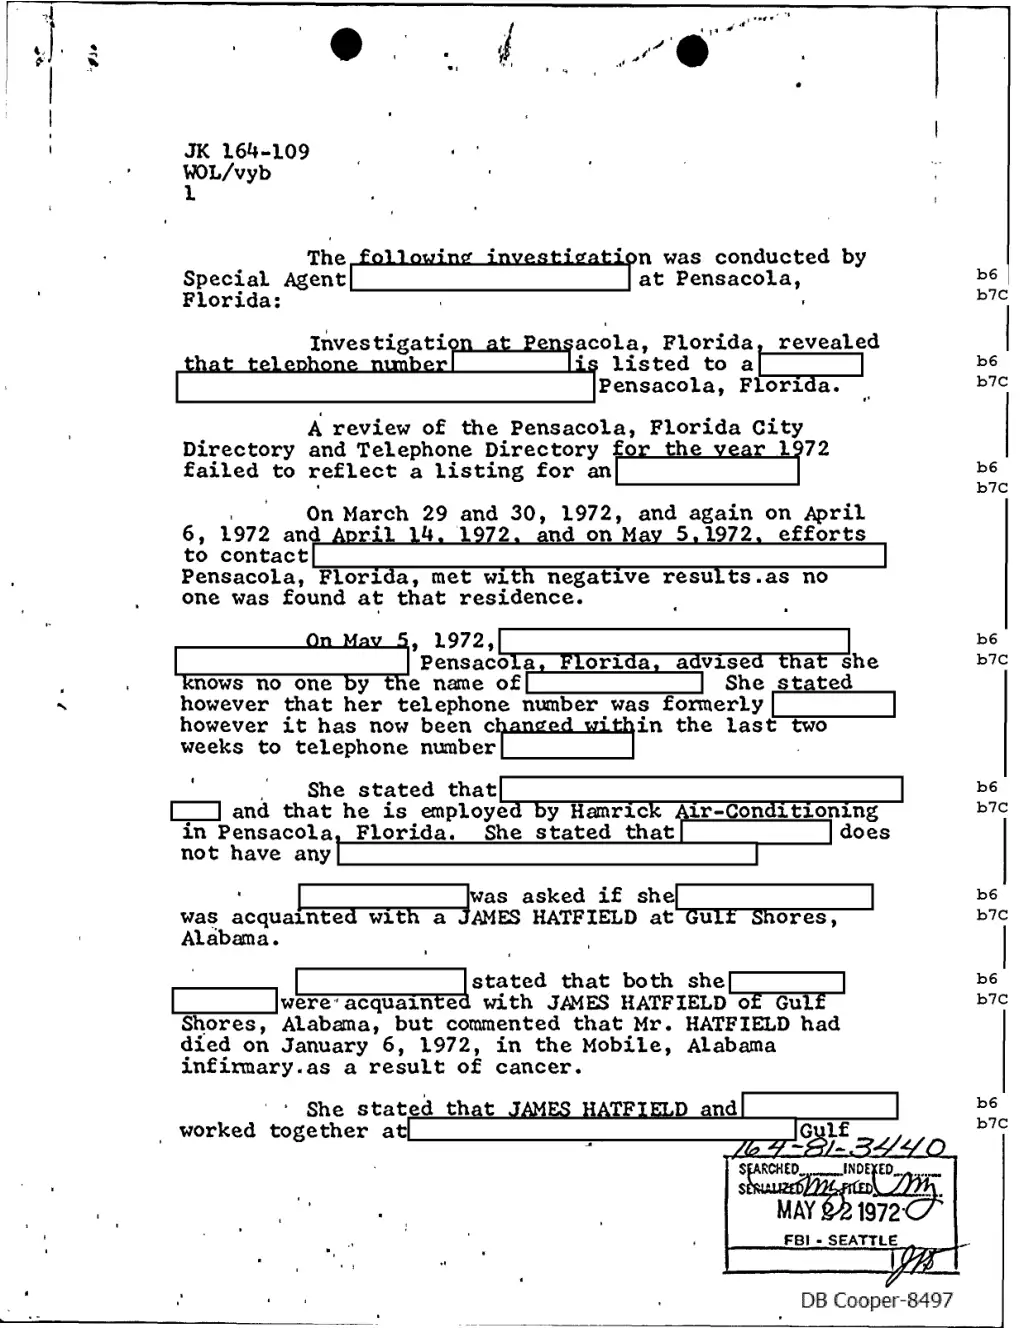 JK 164-109
WOL/vyb
1
The following investigation was conducted by
Special Agent at Pensacola,
Florida:
b6
b7C
Investigation at Pensacola, Florida, revealed
that telephone number is listed to a
Pensacola, Florida.
b6
b7C
A review of the Pensacola, Florida City
Directory and Telephone Directory for the year 1972
failed to reflect a listing for an
b6
b7C
On March 29 and 30, 1972, and again on April
6, 1972 and April 14, 1972, and on May 5,1972, efforts
to contact
Pensacola, Florida, met with negative results.as no
one was found at that residence.
On May 5, 1972,
Pensacola, Florida, advised that she
knows no one by the name of She stated
however that her telephone number was formerly
however it has now been changed within the last two
weeks to telephone number
b6
b7C
She stated that
and that he is employed by Hamrick Air-Conditioning
in Pensacola, Florida. She stated that does
not have any
b6
b7C
was asked if she
was acquainted with a JAMES HATFIELD at Gulf Shores,
Alabama.
b6
b7C
stated that both she
were acquainted with JAMES HATFIELD of Gulf
Shores, Alabama, but commented that Mr. HATFIELD had
died on January 6, 1972, in the Mobile, Alabama
infirmary.as a result of cancer.
b6
b7C
She stated that JAMES HATFIELD and
worked together at Gulf
b6
b7C
164-81-3440
SEARCHED INDEXED
SERIALIZED FILED
MAY 22 1972
FBI - SEATTLE
DB Cooper-8497